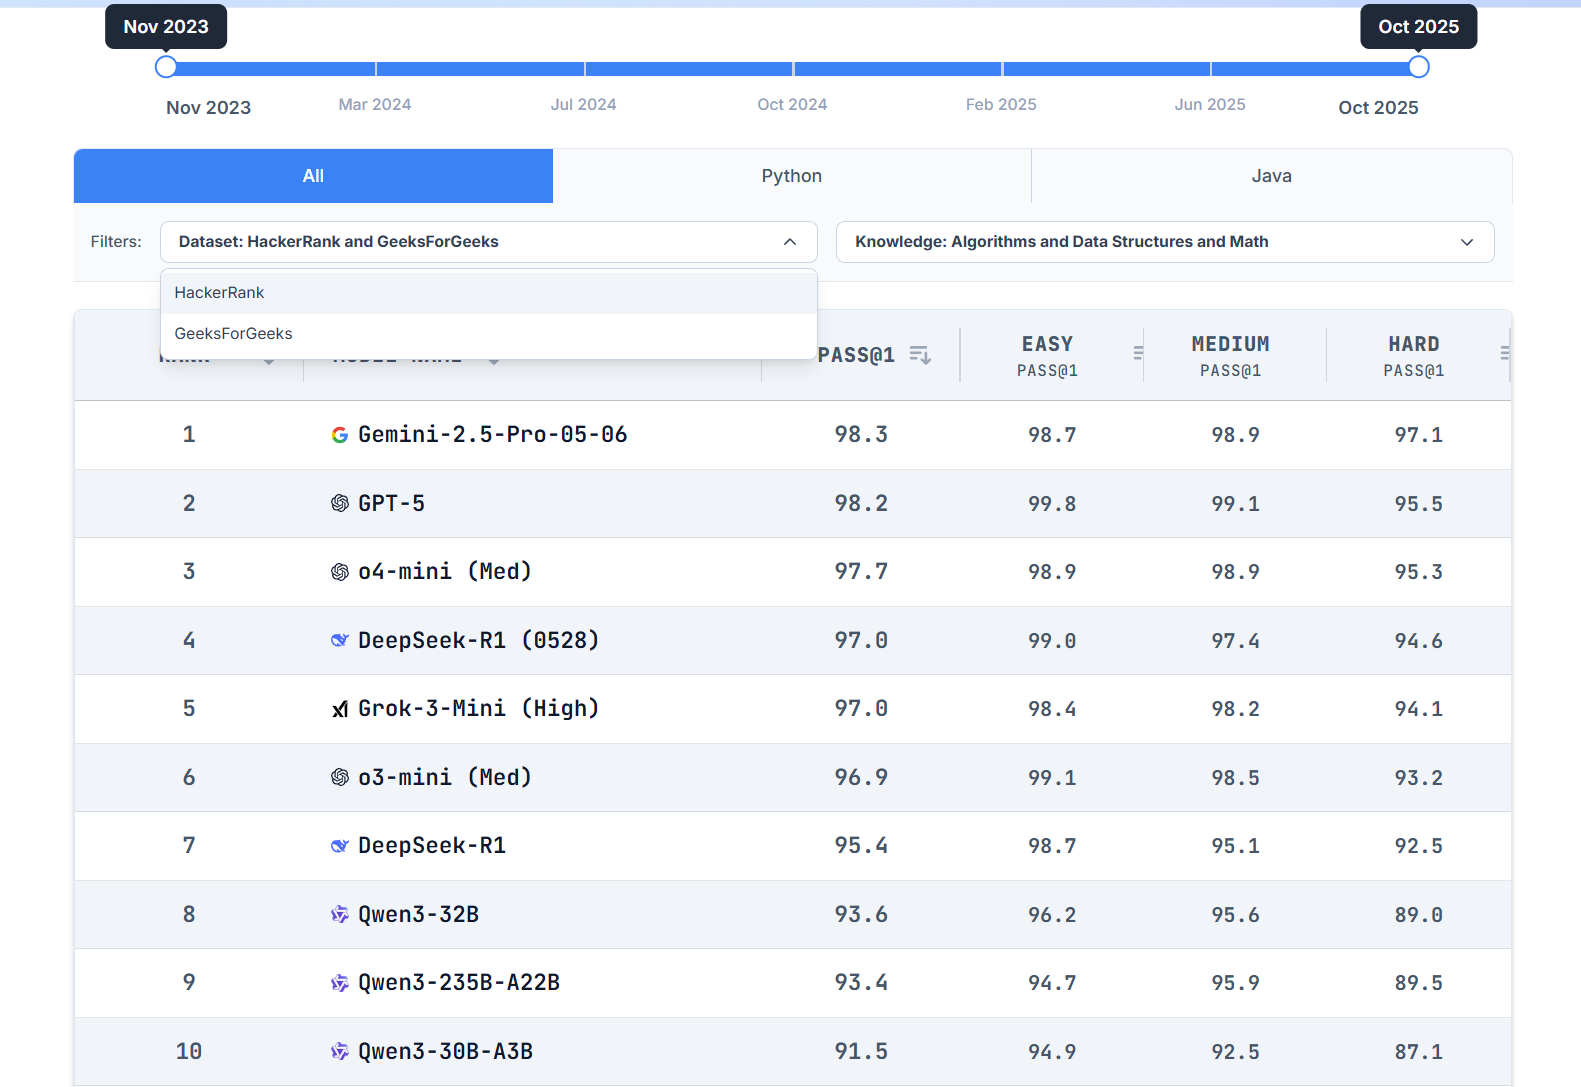 Nov 2023 Oct 2025
Nov 2023 Mar 2024 Jul 2024 Oct 2024 Feb 2025 Jun 2025 Oct 2025
All Python Java
Filters: Dataset: HackerRank and GeeksForGeeks Knowledge: Algorithms and Data Structures and Math
HackerRank
GeeksForGeeks
PASS@1 EASY MEDIUM HARD
PASS@1 PASS@1 PASS@1
1 Gemini-2.5-Pro-05-06 98.3 98.7 98.9 97.1
2 GPT-5 98.2 99.8 99.1 95.5
3 o4-mini (Med) 97.7 98.9 98.9 95.3
4 DeepSeek-R1 (0528) 97.0 99.0 97.4 94.6
5 Grok-3-Mini (High) 97.0 98.4 98.2 94.1
6 o3-mini (Med) 96.9 99.1 98.5 93.2
7 DeepSeek-R1 95.4 98.7 95.1 92.5
8 Qwen3-32B 93.6 96.2 95.6 89.0
9 Qwen3-235B-A22B 93.4 94.7 95.9 89.5
10 Qwen3-30B-A3B 91.5 94.9 92.5 87.1